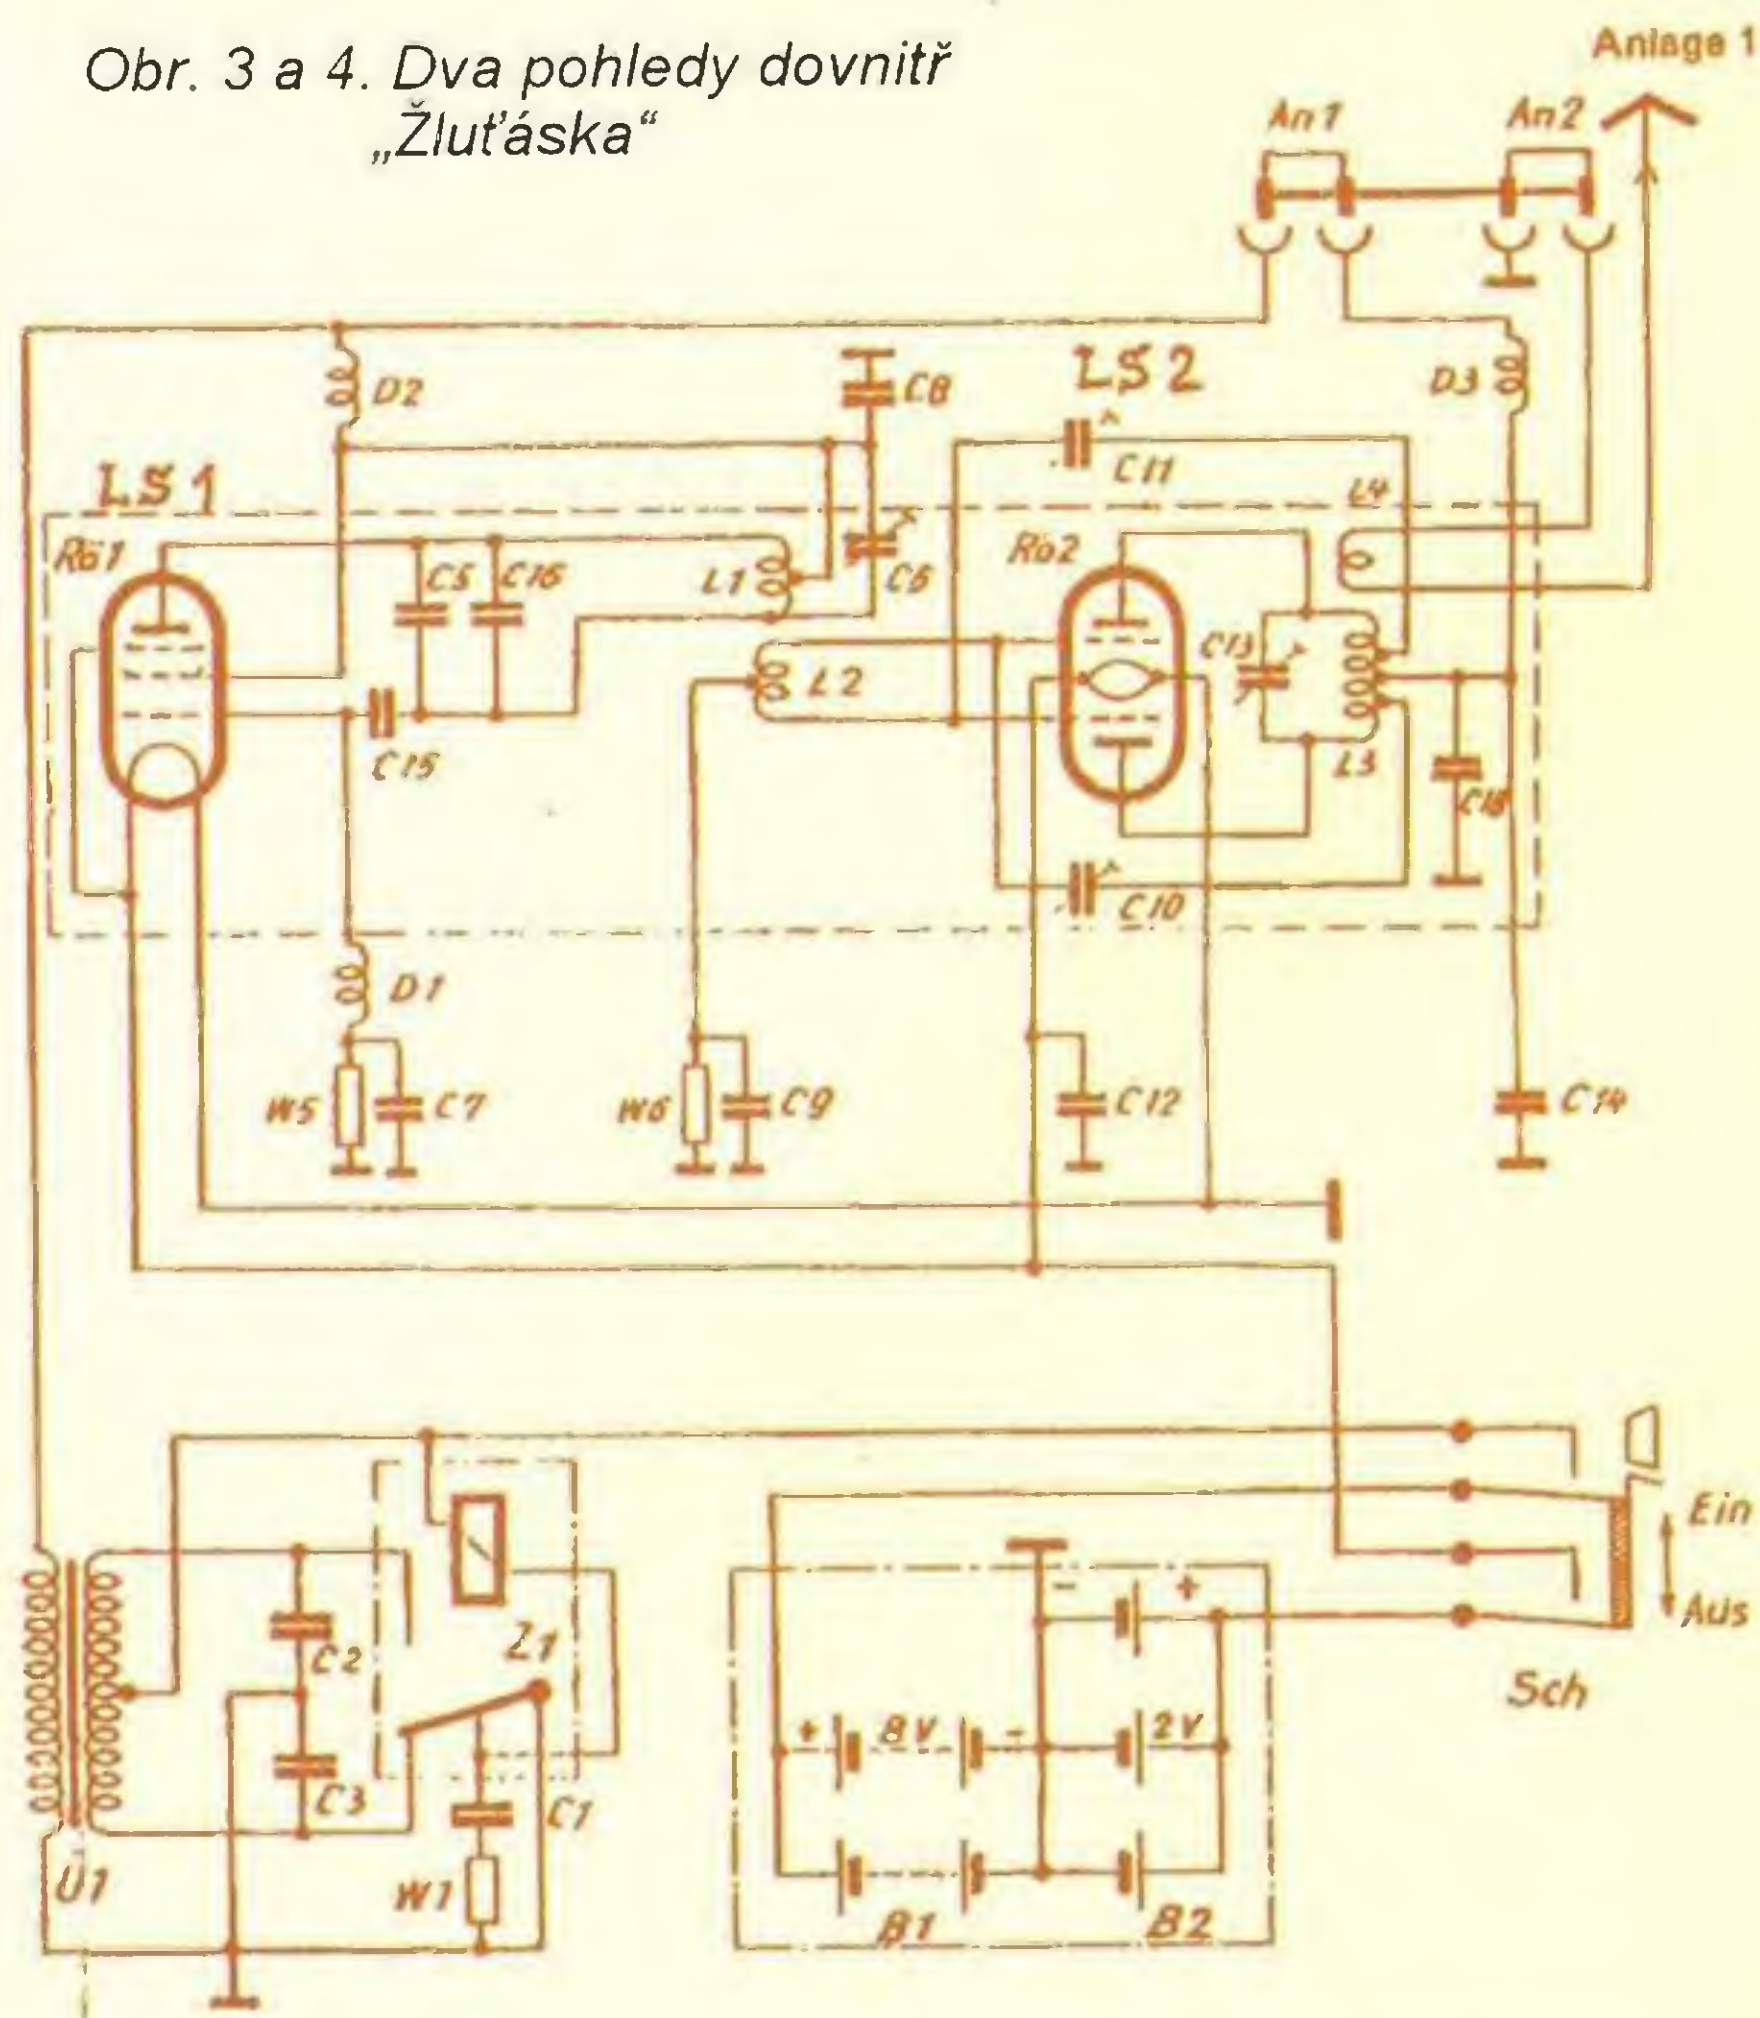 Obr. 3 a 4. Dva pohledy dovnitř
„Žluťáska“
Anlage 1
An1 An2
D2 C8 LS2 D3
C11
LS1 L4
Rö1 C5 C16 L1 C6 Rö2
C13
L2
C15 L3
C18
C10
D1
W5 C7 W6 C9 C12 C14
Ein
- +
Aus
C2 Z1
Sch
+ 8V - 2V
C3 C1
Ü1 W1
B1 B2